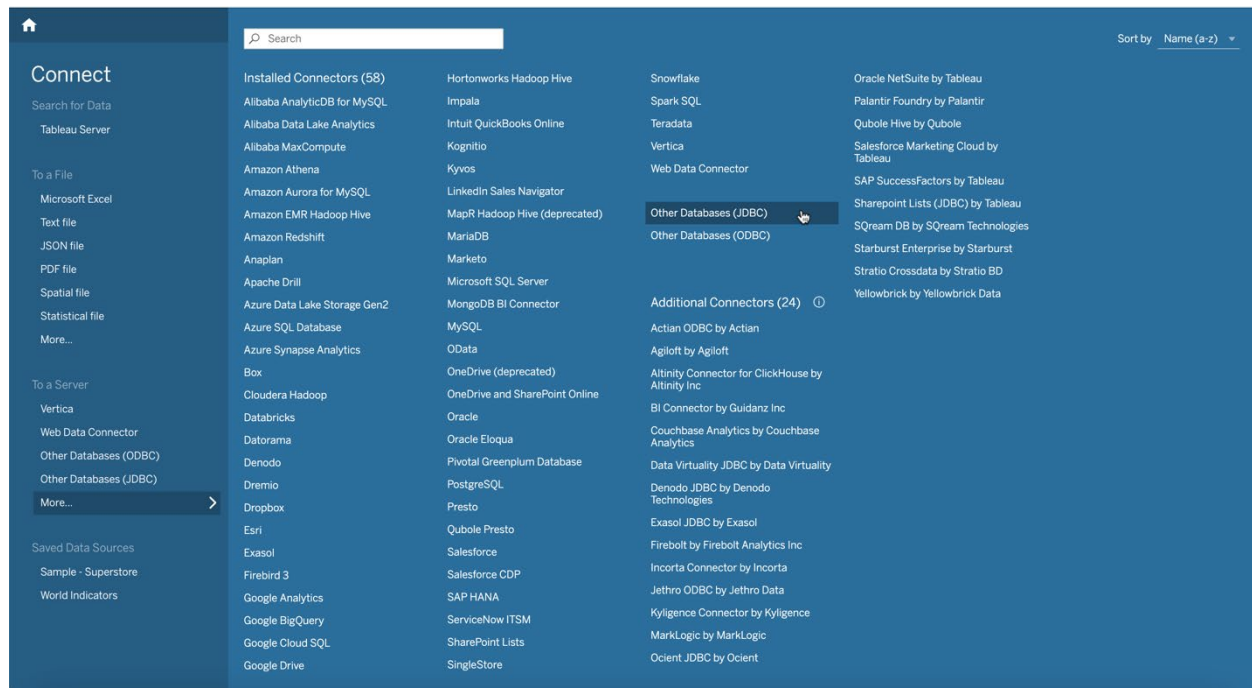 Connect
Search for Data
Tableau Server
To a File
Microsoft Excel
Text file
JSON file
PDF file
Spatial file
Statistical file
More...
To a Server
Vertica
Web Data Connector
Other Databases (ODBC)
Other Databases (JDBC)
More...
Saved Data Sources
Sample - Superstore
World Indicators
Search
Sort by Name (a-z)
Installed Connectors (58)
Alibaba AnalyticDB for MySQL
Alibaba Data Lake Analytics
Alibaba MaxCompute
Amazon Athena
Amazon Aurora for MySQL
Amazon EMR Hadoop Hive
Amazon Redshift
Anaplan
Apache Drill
Azure Data Lake Storage Gen2
Azure SQL Database
Azure Synapse Analytics
Box
Cloudera Hadoop
Databricks
Datorama
Denodo
Dremio
Dropbox
Esri
Exasol
Firebird 3
Google Analytics
Google BigQuery
Google Cloud SQL
Google Drive
Hortonworks Hadoop Hive
Impala
Intuit QuickBooks Online
Kognitio
Kyvos
LinkedIn Sales Navigator
MapR Hadoop Hive (deprecated)
MariaDB
Marketo
Microsoft SQL Server
MongoDB BI Connector
MySQL
OData
OneDrive (deprecated)
OneDrive and SharePoint Online
Oracle
Oracle Eloqua
Pivotal Greenplum Database
PostgreSQL
Presto
Qubole Presto
Salesforce
Salesforce CDP
SAP HANA
ServiceNow ITSM
SharePoint Lists
SingleStore
Snowflake
Spark SQL
Teradata
Vertica
Web Data Connector
Other Databases (JDBC)
Other Databases (ODBC)
Additional Connectors (24)
Actian ODBC by Actian
Agiloft by Agiloft
Altinity Connector for ClickHouse by
Altinity Inc
BI Connector by Guidanz Inc
Couchbase Analytics by Couchbase
Analytics
Data Virtuality JDBC by Data Virtuality
Denodo JDBC by Denodo
Technologies
Exasol JDBC by Exasol
Firebolt by Firebolt Analytics Inc
Incorta Connector by Incorta
Jethro ODBC by Jethro Data
Kyligence Connector by Kyligence
MarkLogic by MarkLogic
Ocient JDBC by Ocient
Oracle NetSuite by Tableau
Palantir Foundry by Palantir
Qubole Hive by Qubole
Salesforce Marketing Cloud by
Tableau
SAP SuccessFactors by Tableau
Sharepoint Lists (JDBC) by Tableau
SQream DB by SQream Technologies
Starburst Enterprise by Starburst
Stratio Crossdata by Stratio BD
Yellowbrick by Yellowbrick Data